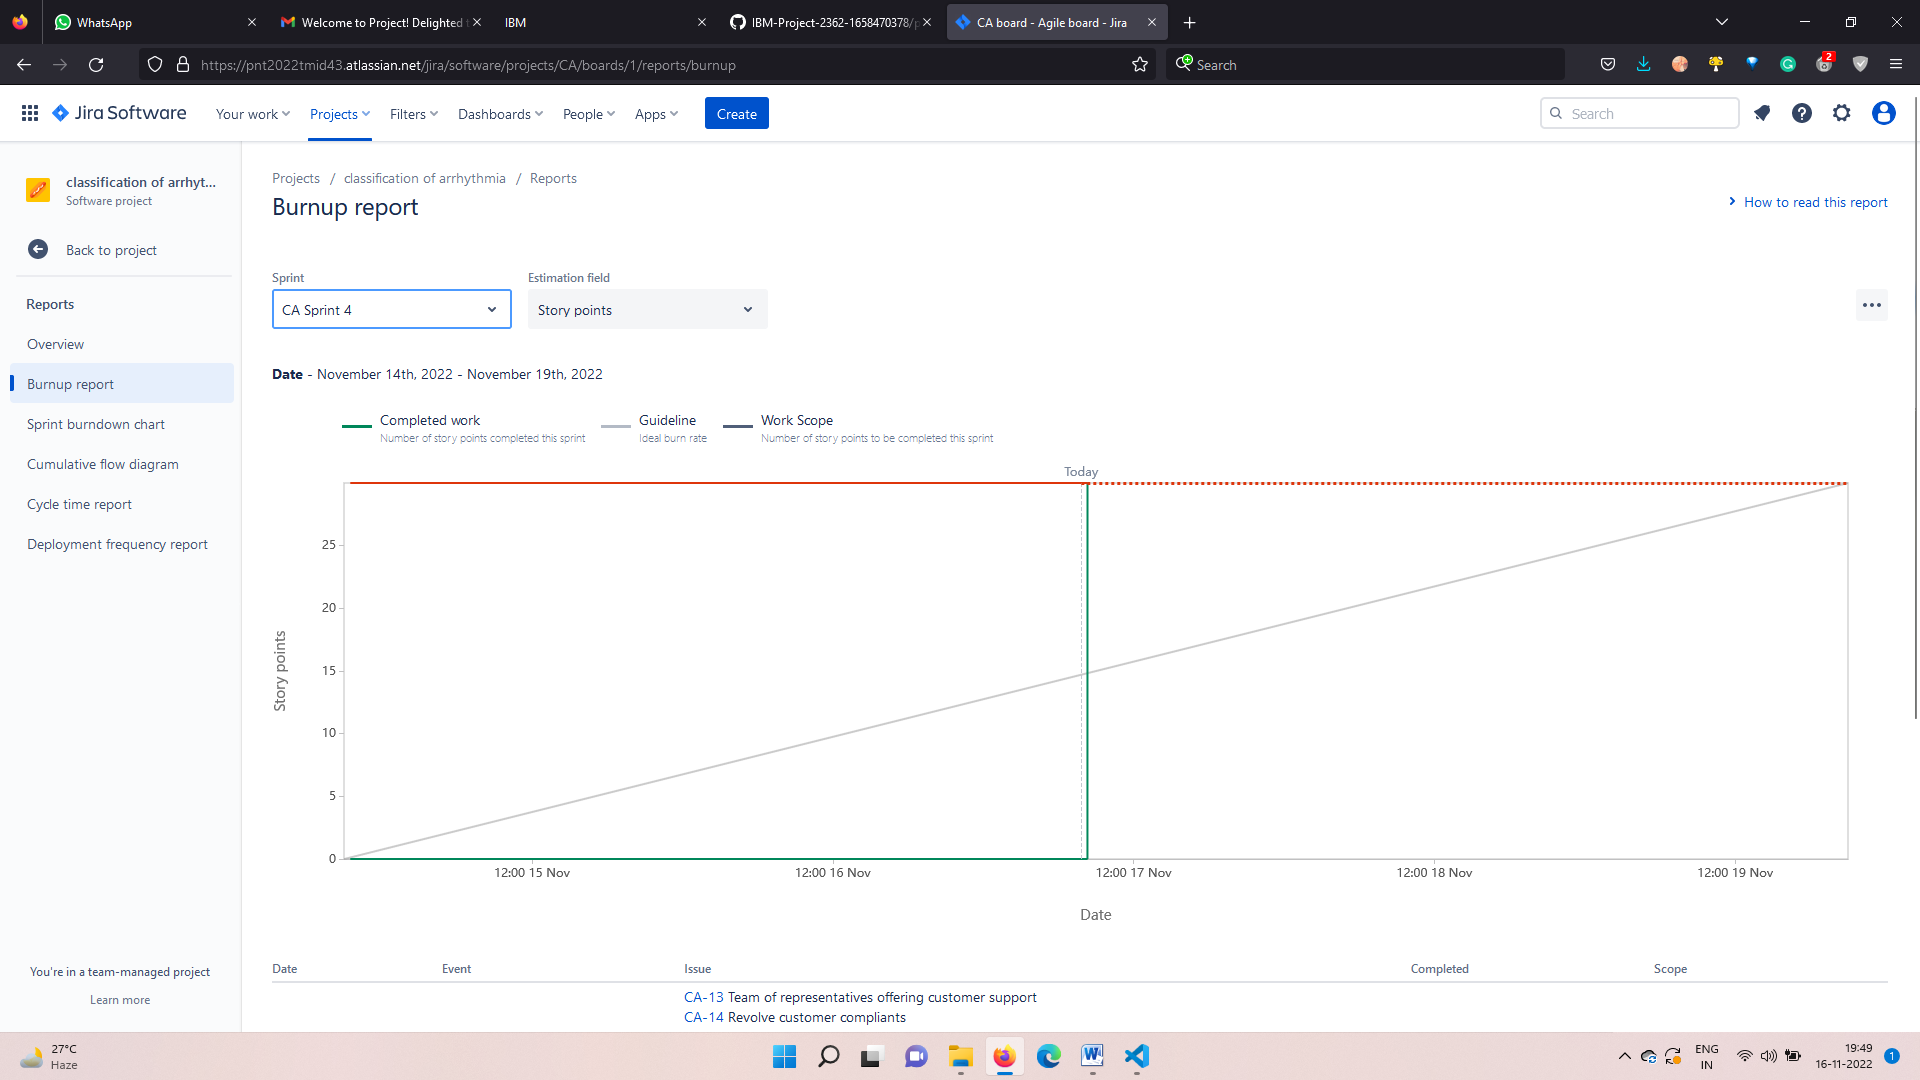 WhatsApp
Welcome to Project! Delighted t
IBM
IBM-Project-2362-1658470378/p
CA board - Agile board - Jira
https://pnt2022tmid43.atlassian.net/jira/software/projects/CA/boards/1/reports/burnup
Search
2
Jira Software
Your work
Projects
Filters
Dashboards
People
Apps
Create
Search
classification of arrhyt...
Software project
Back to project
Reports
Overview
Burnup report
Sprint burndown chart
Cumulative flow diagram
Cycle time report
Deployment frequency report
You're in a team-managed project
Learn more
Projects / classification of arrhythmia / Reports
Burnup report
How to read this report
Sprint
CA Sprint 4
Estimation field
Story points
Date - November 14th, 2022 - November 19th, 2022
Completed work
Number of story points completed this sprint
Guideline
Ideal burn rate
Work Scope
Number of story points to be completed this sprint
Today
25
20
15
10
5
0
Story points
12:00 15 Nov
12:00 16 Nov
12:00 17 Nov
12:00 18 Nov
12:00 19 Nov
Date
Date Event Issue Completed Scope
CA-13 Team of representatives offering customer support
CA-14 Revolve customer compliants
27°C
Haze
ENG
IN
19:49
16-11-2022
1